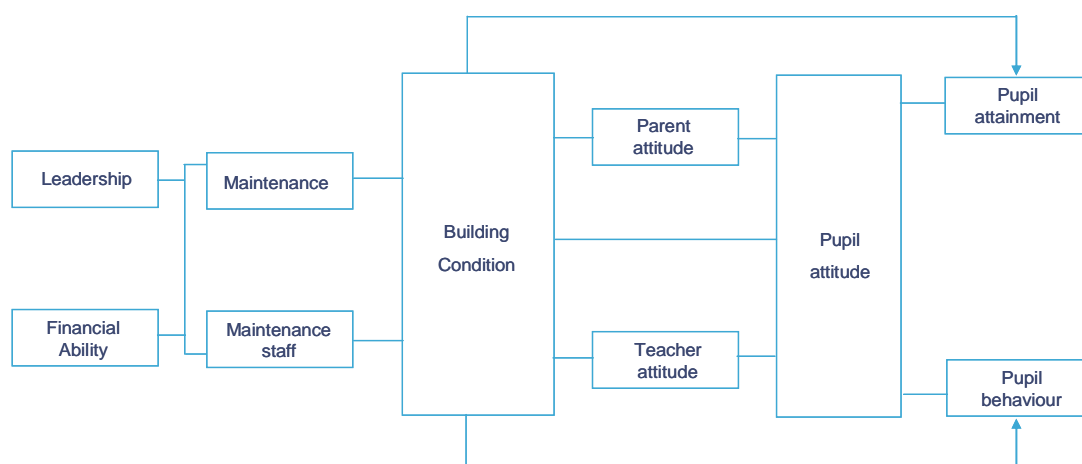 Leadership
Financial
Ability
Maintenance
Maintenance
staff
Building
Condition
Parent
attitude
Teacher
attitude
Pupil
attitude
Pupil
attainment
Pupil
behaviour